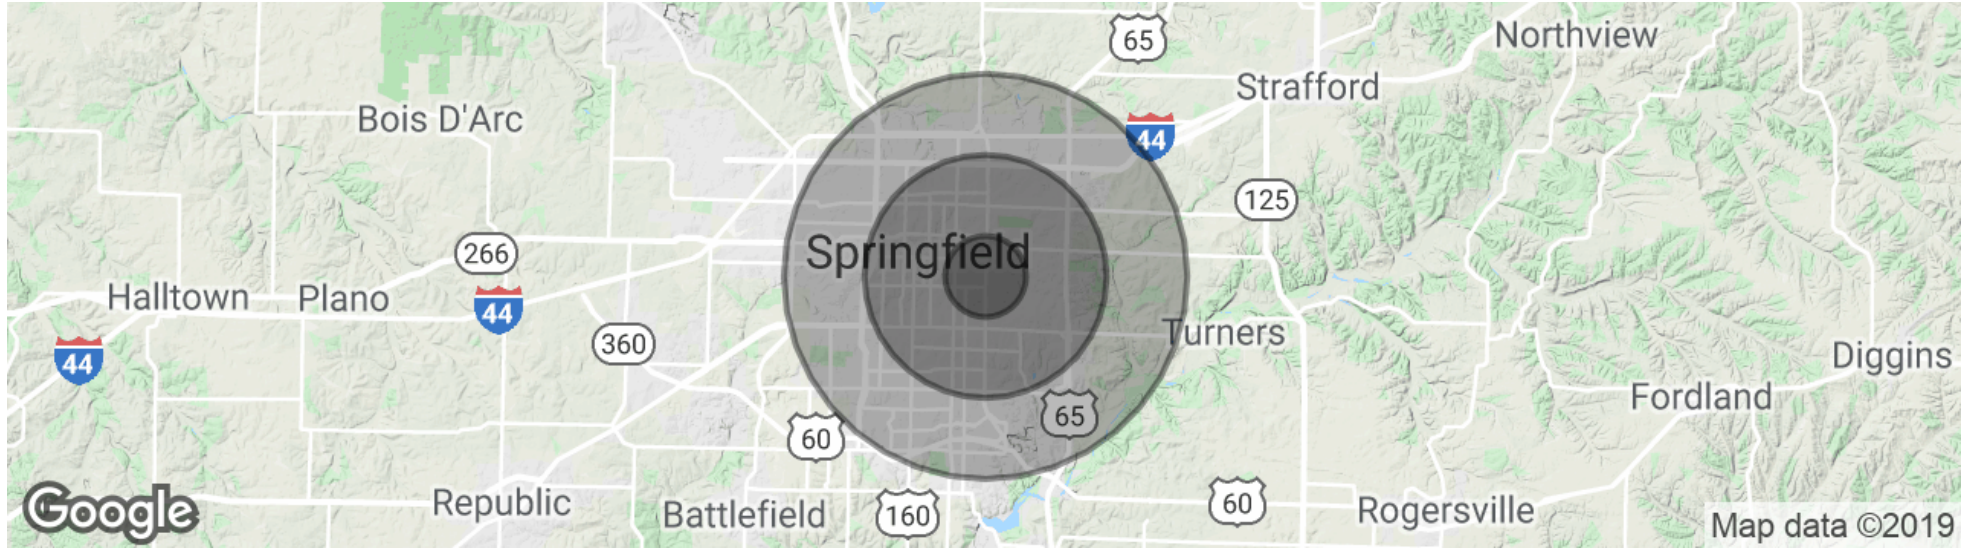 Northview
65
Strafford
Bois D'Arc
44
125
Springfield
266
Halltown
Plano
44
360
Turners
44
Diggins
Fordland
65
60
Republic
Battlefield
160
60
Rogersville
Google
Map data ©2019